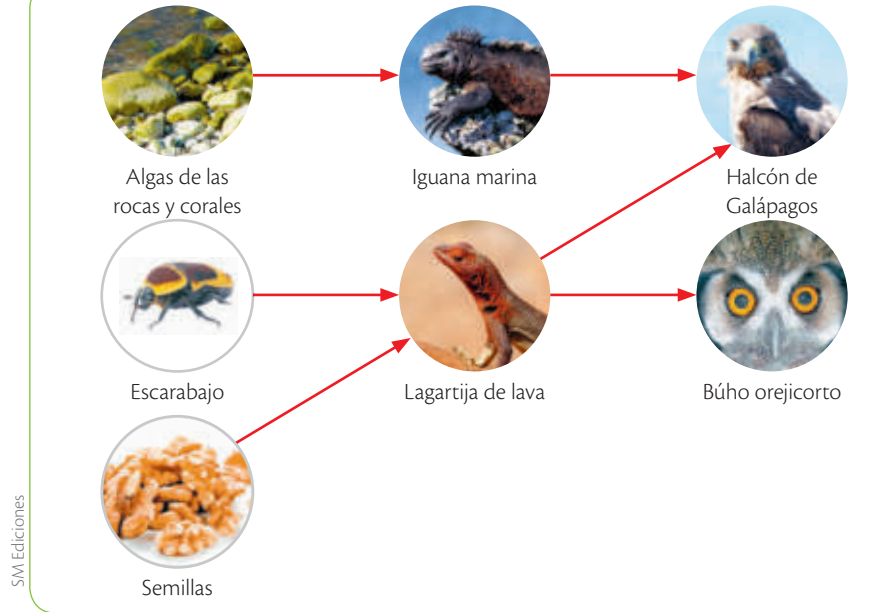 Algas de las
rocas y corales
Iguana marina
Halcón de
Galápagos
Escarabajo
Lagartija de lava
Búho orejicorto
Semillas
SM Ediciones